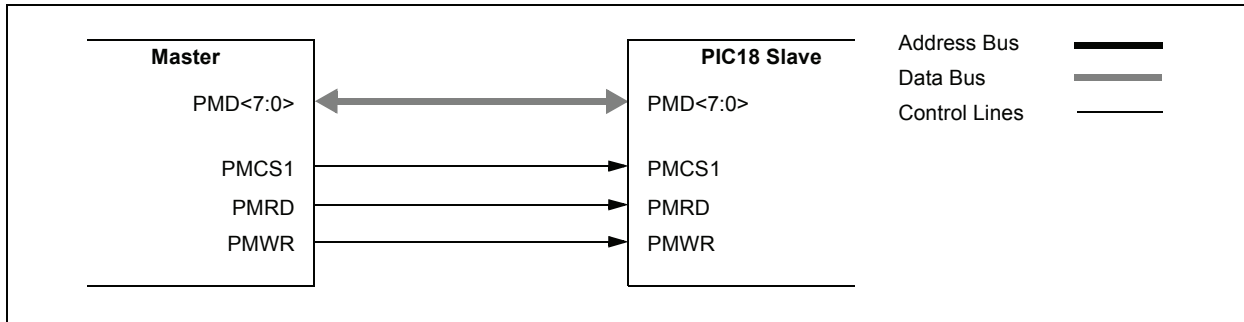 Master
PMD<7:0>
PMCS1
PMRD
PMWR
PIC18 Slave
PMD<7:0>
PMCS1
PMRD
PMWR
Address Bus
Data Bus
Control Lines